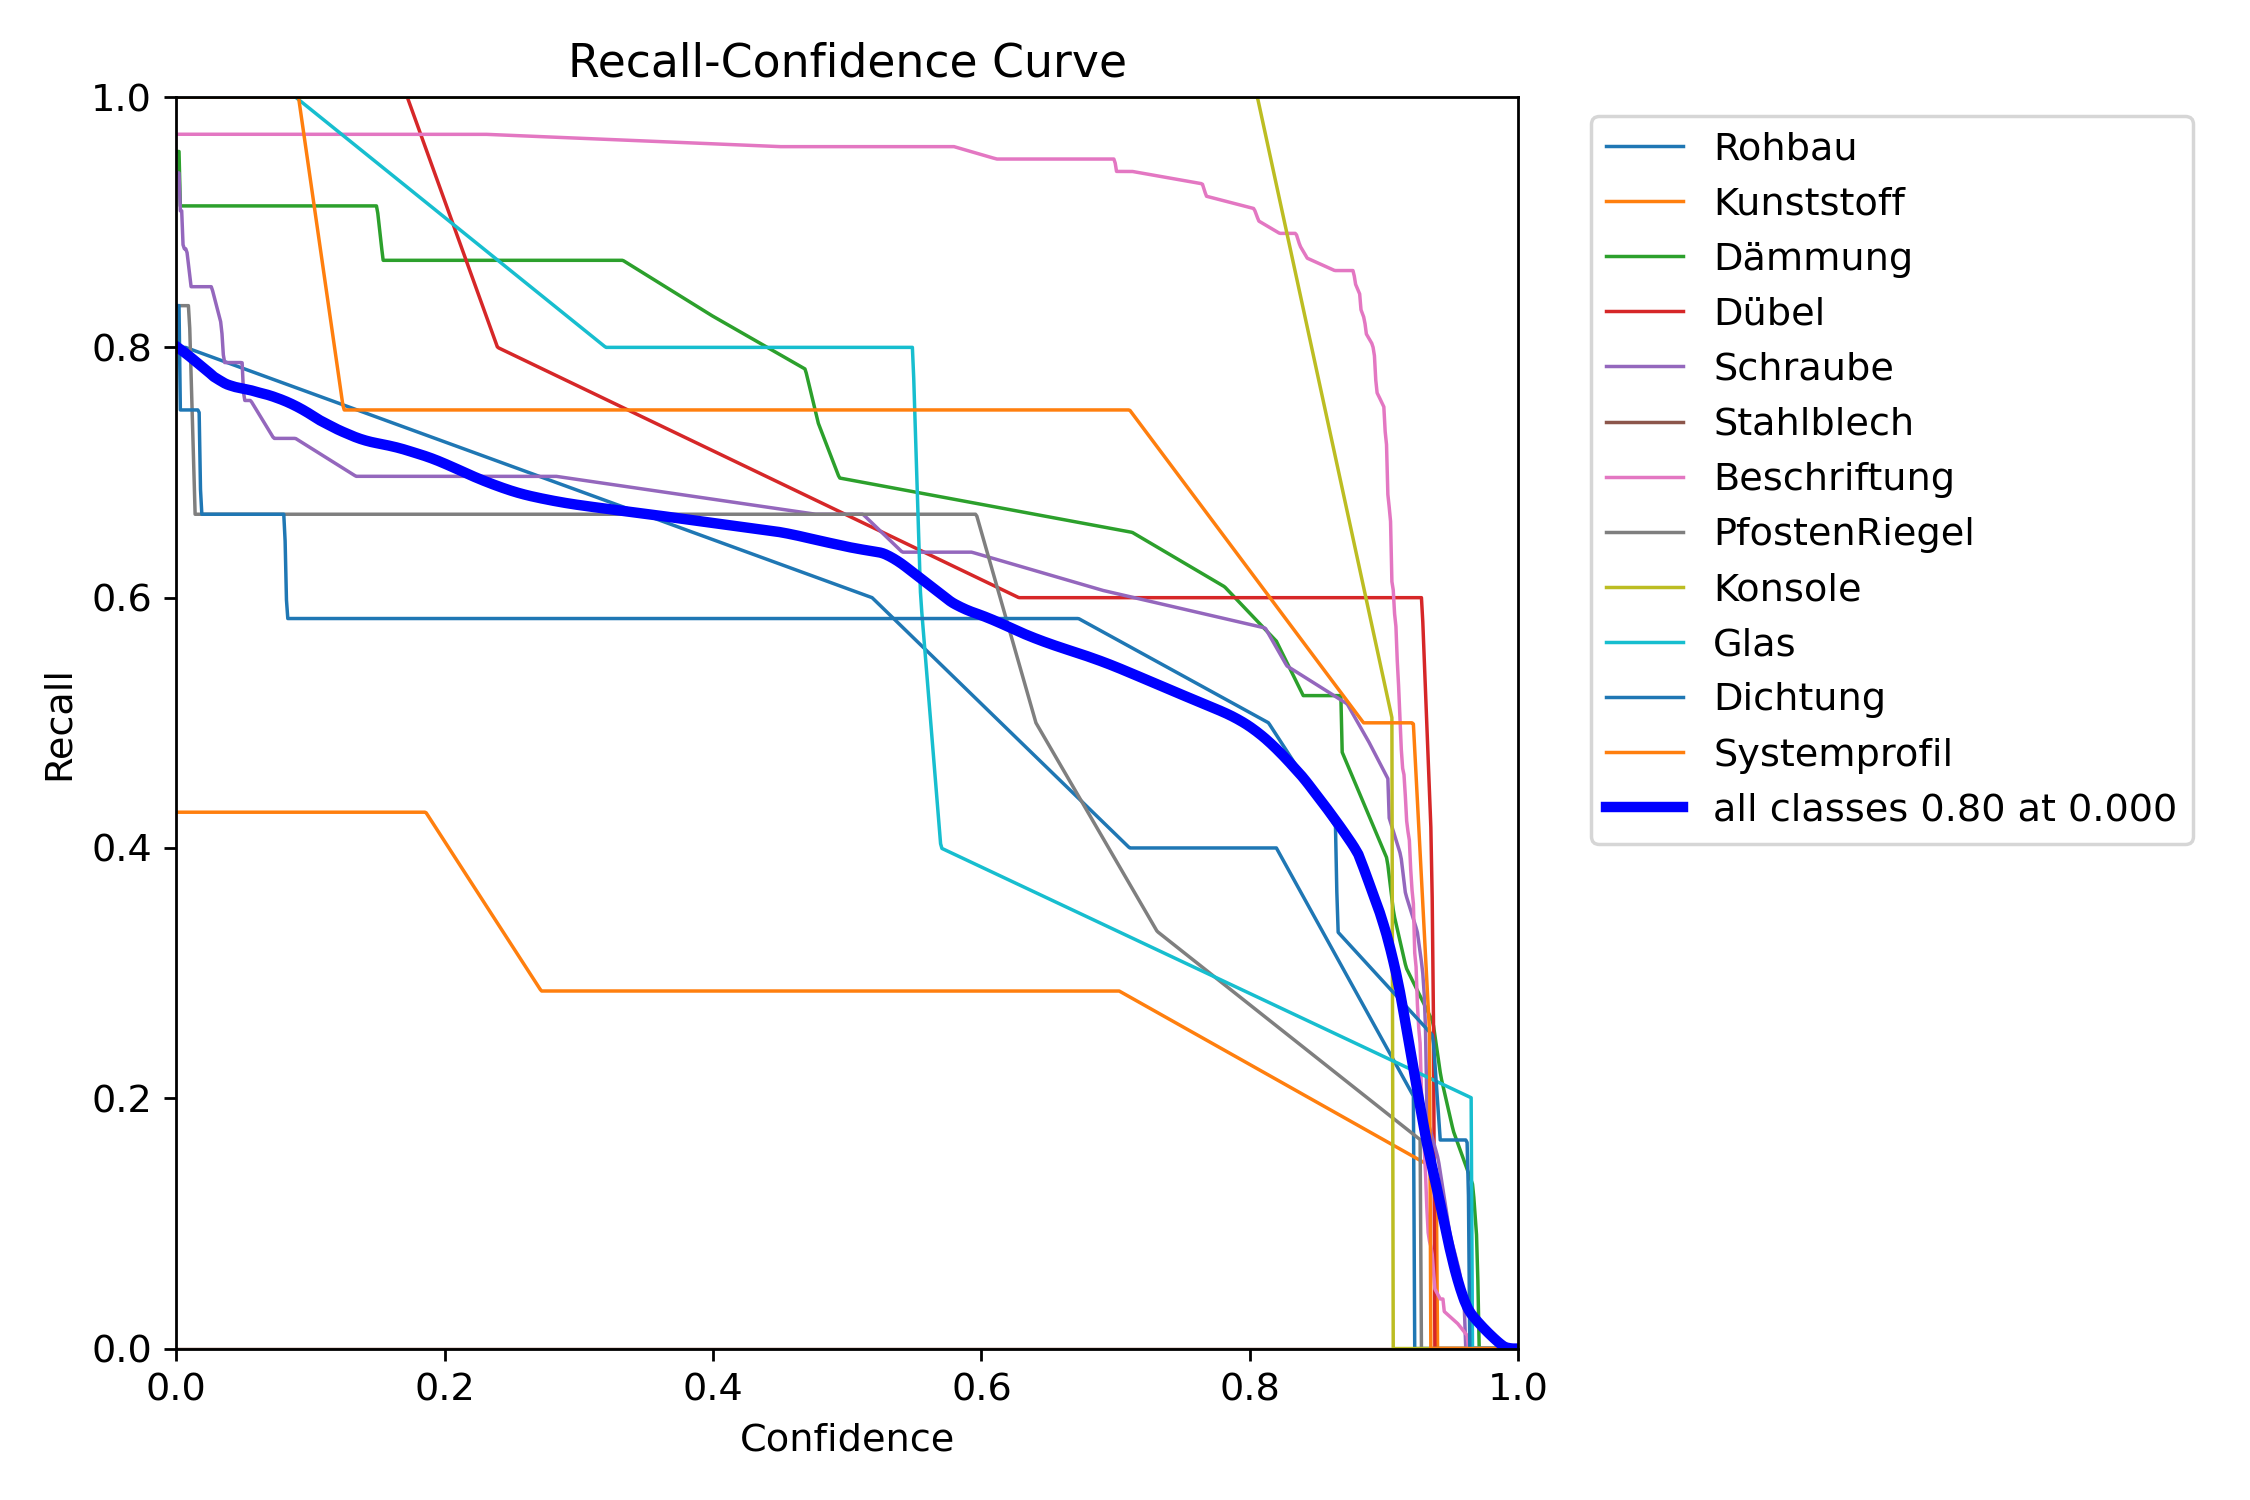 Recall-Confidence Curve
1.0
0.8
0.6
0.4
0.2
0.0
Recall
0.0 0.2 0.4 0.6 0.8 1.0
Confidence
Rohbau
Kunststoff
Dämmung
Dübel
Schraube
Stahlblech
Beschriftung
PfostenRiegel
Konsole
Glas
Dichtung
Systemprofil
all classes 0.80 at 0.000